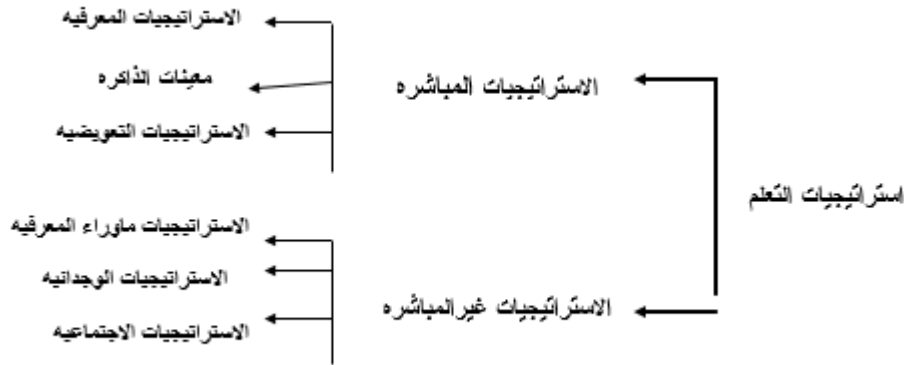 استراتيجيات التعلم
الاستراتيجيات المباشره
الاستراتيجيات المعرفيه
معينات الذاكره
الاستراتيجيات التعويضيه
الاستراتيجيات غيرالمباشره
الاستراتيجيات ماوراء المعرفيه
الاستراتيجيات الوجدانيه
الاستراتيجيات الاجتماعيه